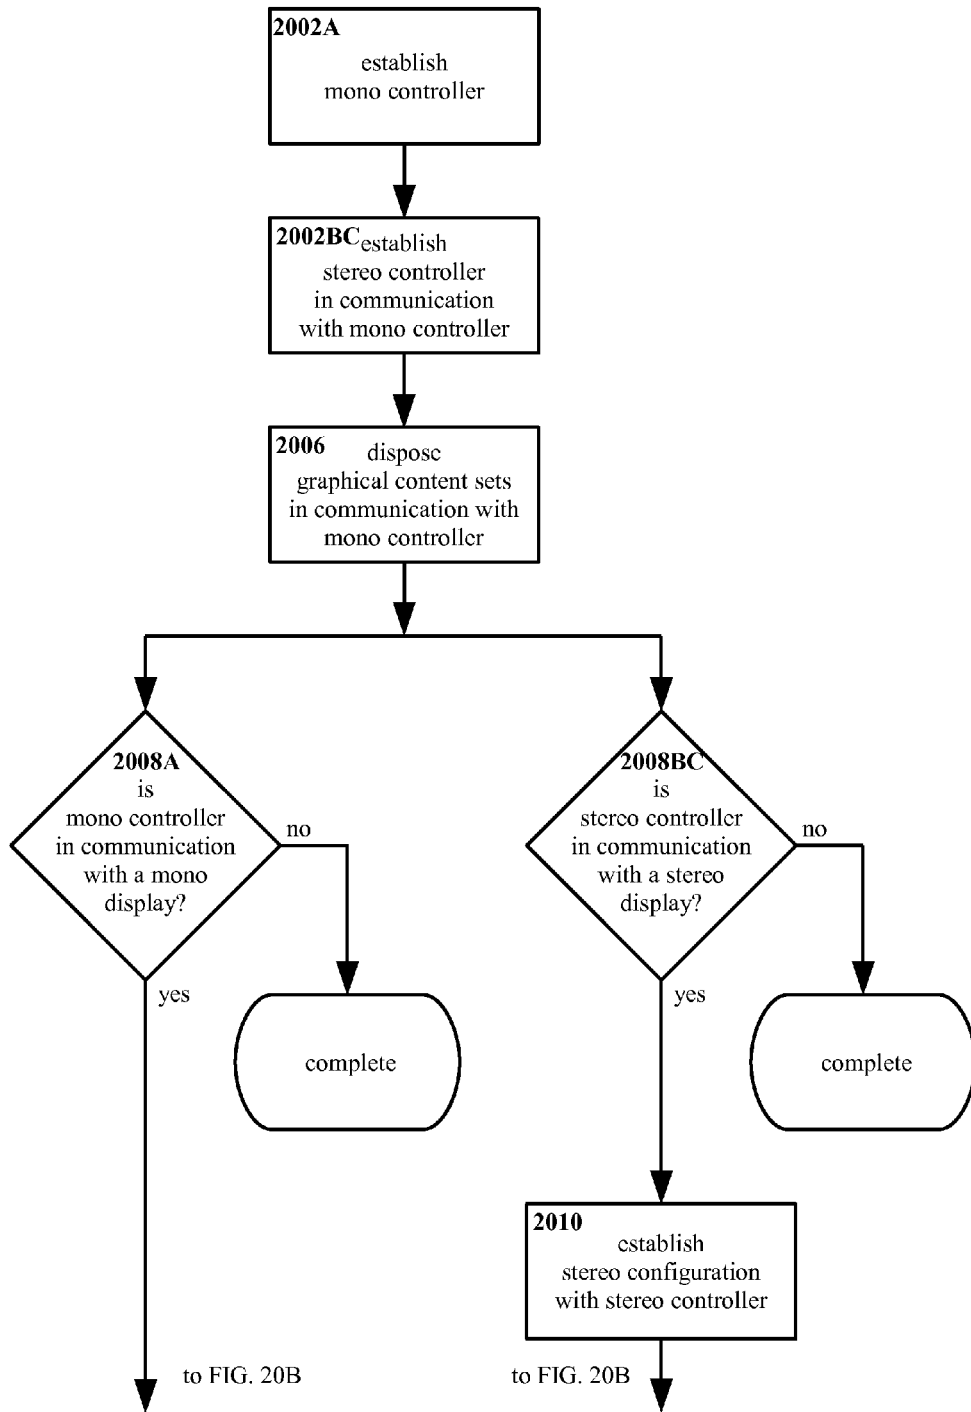 2002A
establish
mono controller
2002BC establish
stereo controller
in communication
with mono controller
2006 dispose
graphical content sets
in communication with
mono controller
2008A
is
mono controller
in communication
with a mono
display?
no
yes
complete
2008BC
is
stereo controller
in communication
with a stereo
display?
no
yes
complete
2010
establish
stereo configuration
with stereo controller
to FIG. 20B
to FIG. 20B